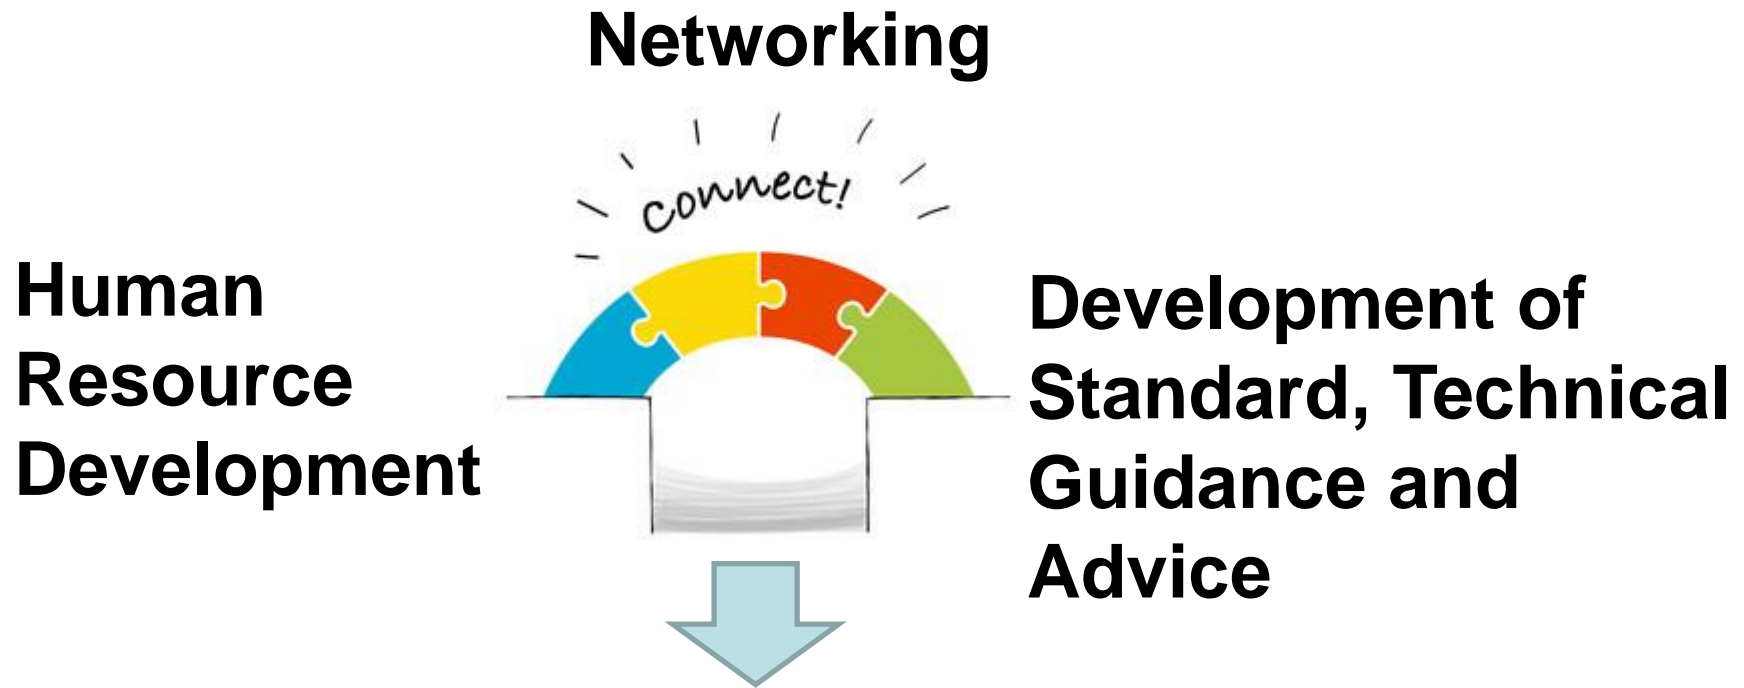 Networking
connect!
Human
Resource
Development
Development of
Standard, Technical
Guidance and
Advice